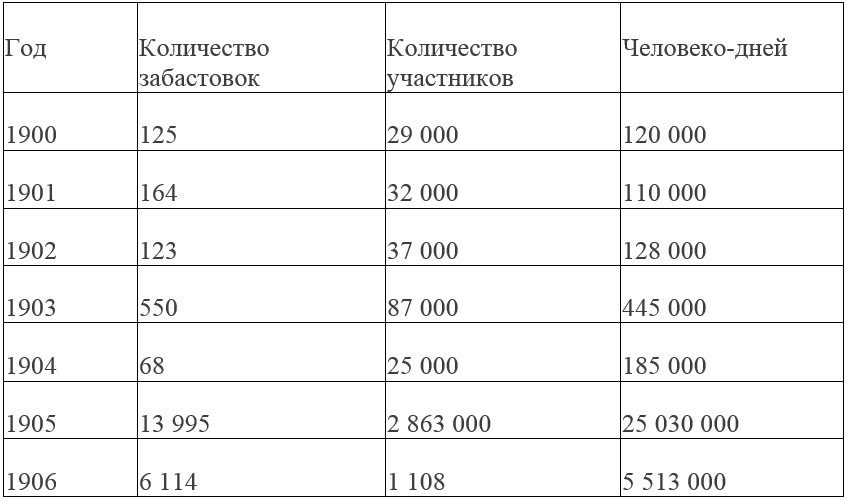 Год Количество забастовок Количество участников Человеко-дней
1900 125 29 000 120 000
1901 164 32 000 110 000
1902 123 37 000 128 000
1903 550 87 000 445 000
1904 68 25 000 185 000
1905 13 995 2 863 000 25 030 000
1906 6 114 1 108 5 513 000